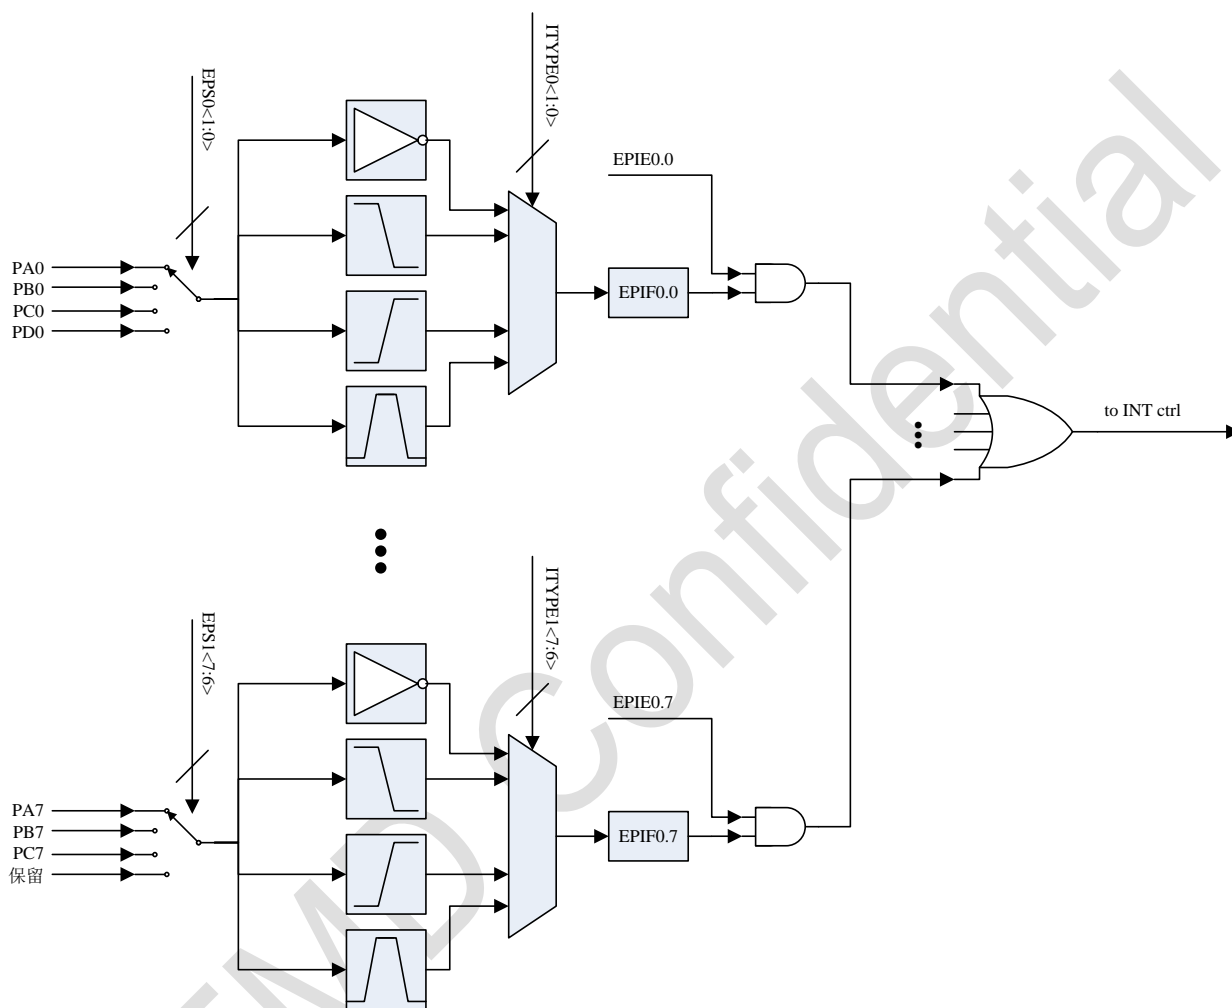 EPS0<1:0>
ITYPE0<1:0>
EPIE0.0
PA0
PB0
PC0
PD0
EPIF0.0
to INT ctrl
EPS1<7:6>
ITYPE1<7:6>
EPIE0.7
PA7
PB7
PC7
保留
EPIF0.7
FMD Confidential